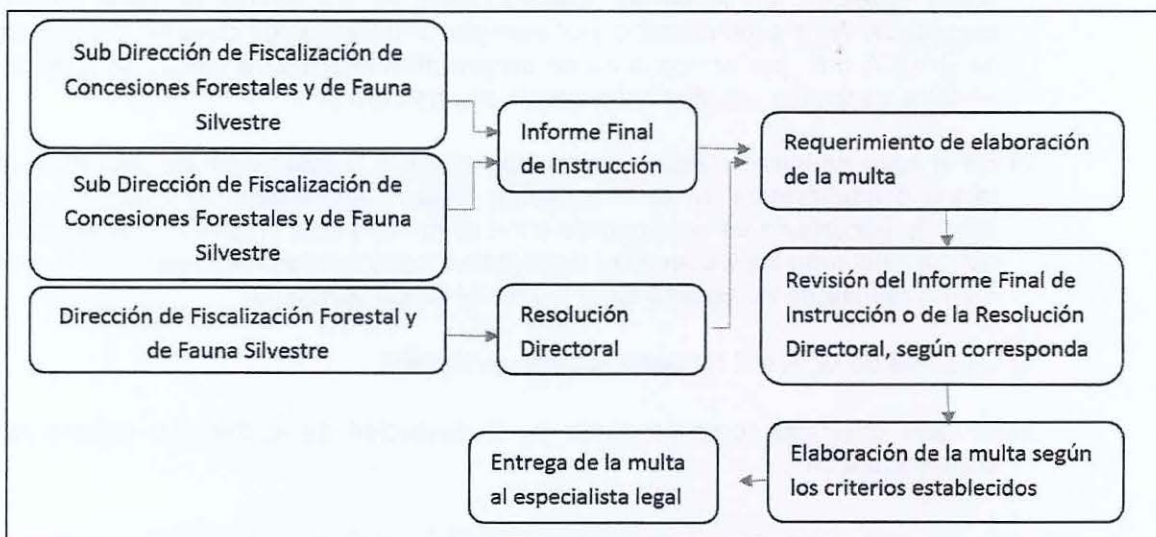 Sub Dirección de Fiscalización de
Concesiones Forestales y de Fauna
Silvestre
Sub Dirección de Fiscalización de
Concesiones Forestales y de Fauna
Silvestre
Dirección de Fiscalización Forestal y
de Fauna Silvestre
Informe Final
de Instrucción
Resolución
Directoral
Requerimiento de elaboración
de la multa
Revisión del Informe Final de
Instrucción o de la Resolución
Directoral, según corresponda
Elaboración de la multa según
los criterios establecidos
Entrega de la multa
al especialista legal